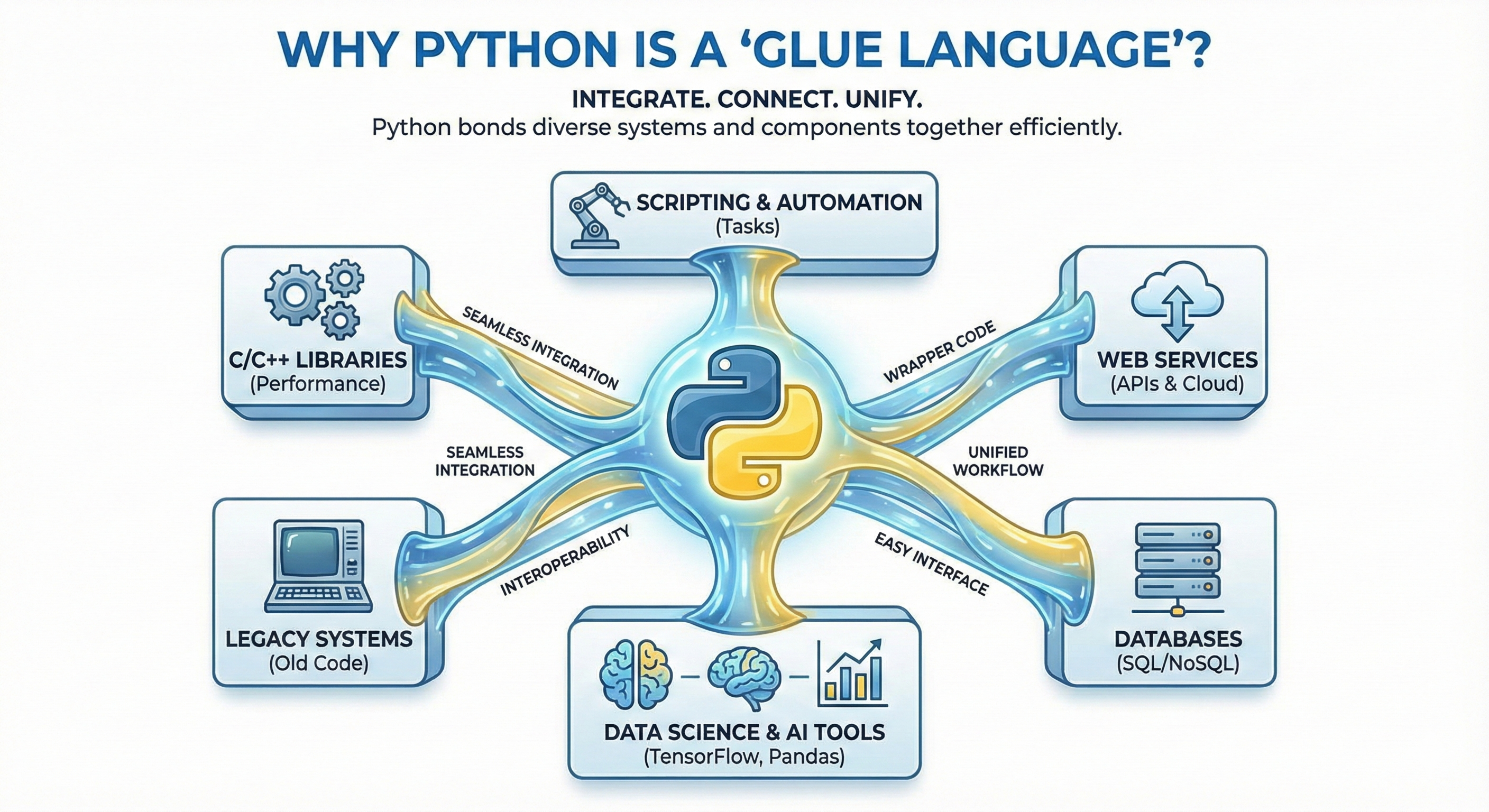 WHY PYTHON IS A ‘GLUE LANGUAGE’?
INTEGRATE. CONNECT. UNIFY.
Python bonds diverse systems and components together efficiently.
SCRIPTING & AUTOMATION
(Tasks)
C/C++ LIBRARIES
(Performance)
SEAMLESS INTEGRATION
WRAPPER CODE
WEB SERVICES
(APIs & Cloud)
SEAMLESS
INTEGRATION
UNIFIED
WORKFLOW
LEGACY SYSTEMS
(Old Code)
INTEROPERABILITY
EASY INTERFACE
DATABASES
(SQL/NoSQL)
DATA SCIENCE & AI TOOLS
(TensorFlow, Pandas)